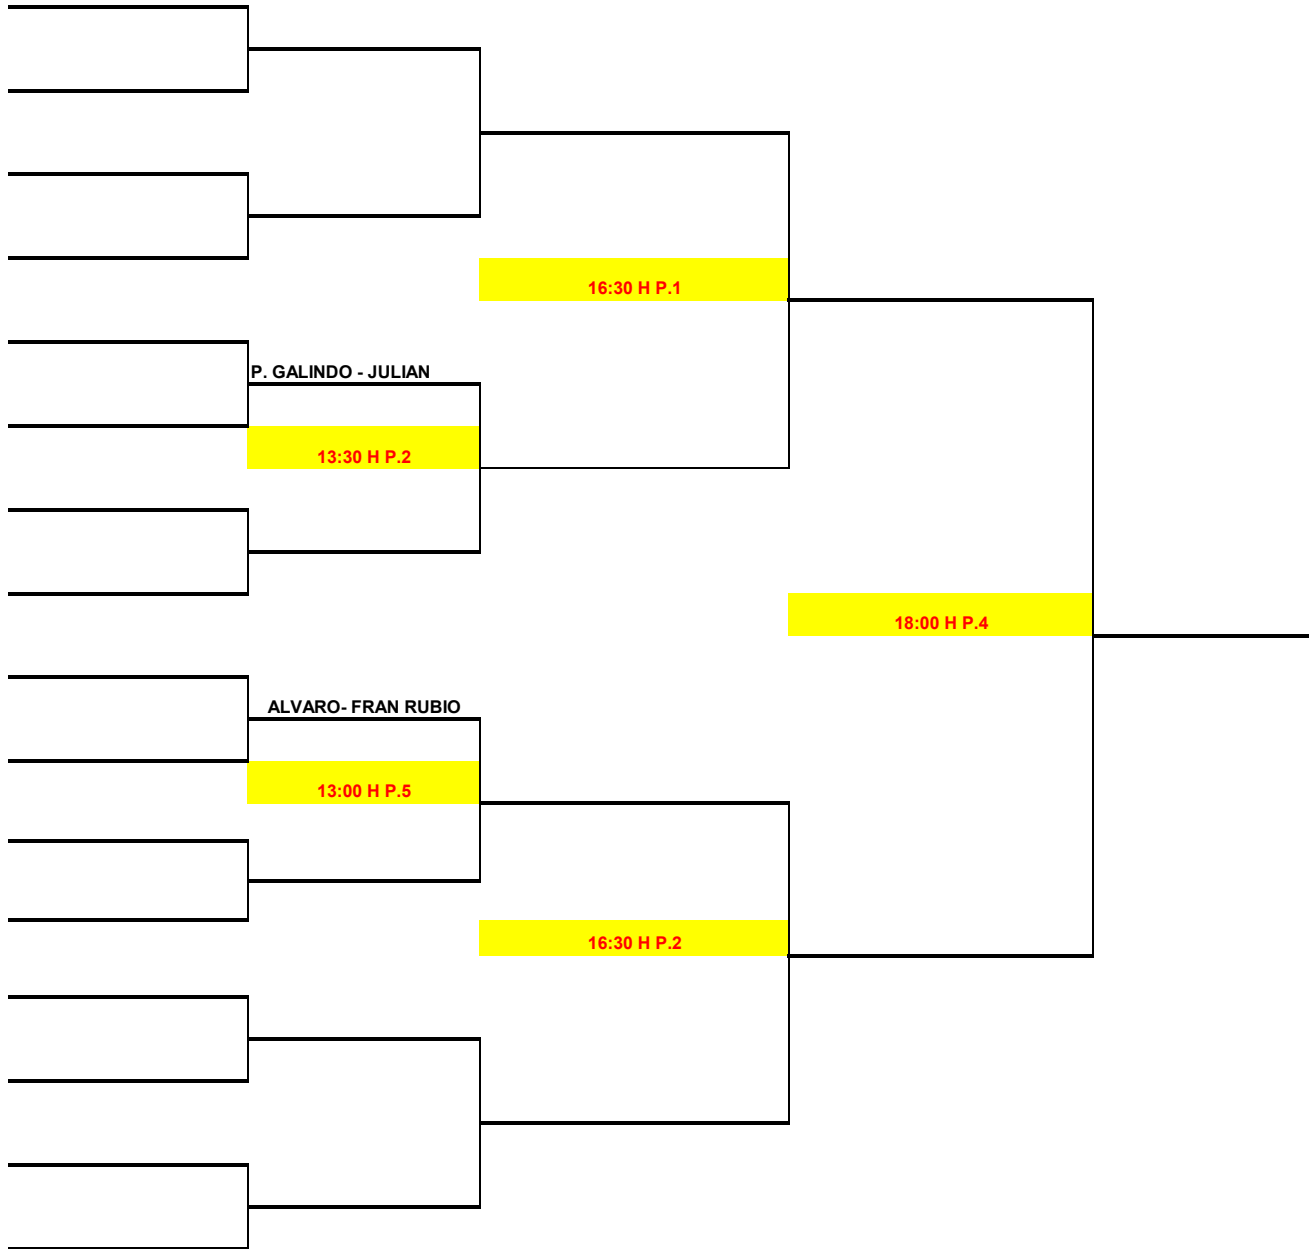 16:30 H P.1
P. GALINDO - JULIAN
13:30 H P.2
18:00 H P.4
ALVARO- FRAN RUBIO
13:00 H P.5
16:30 H P.2